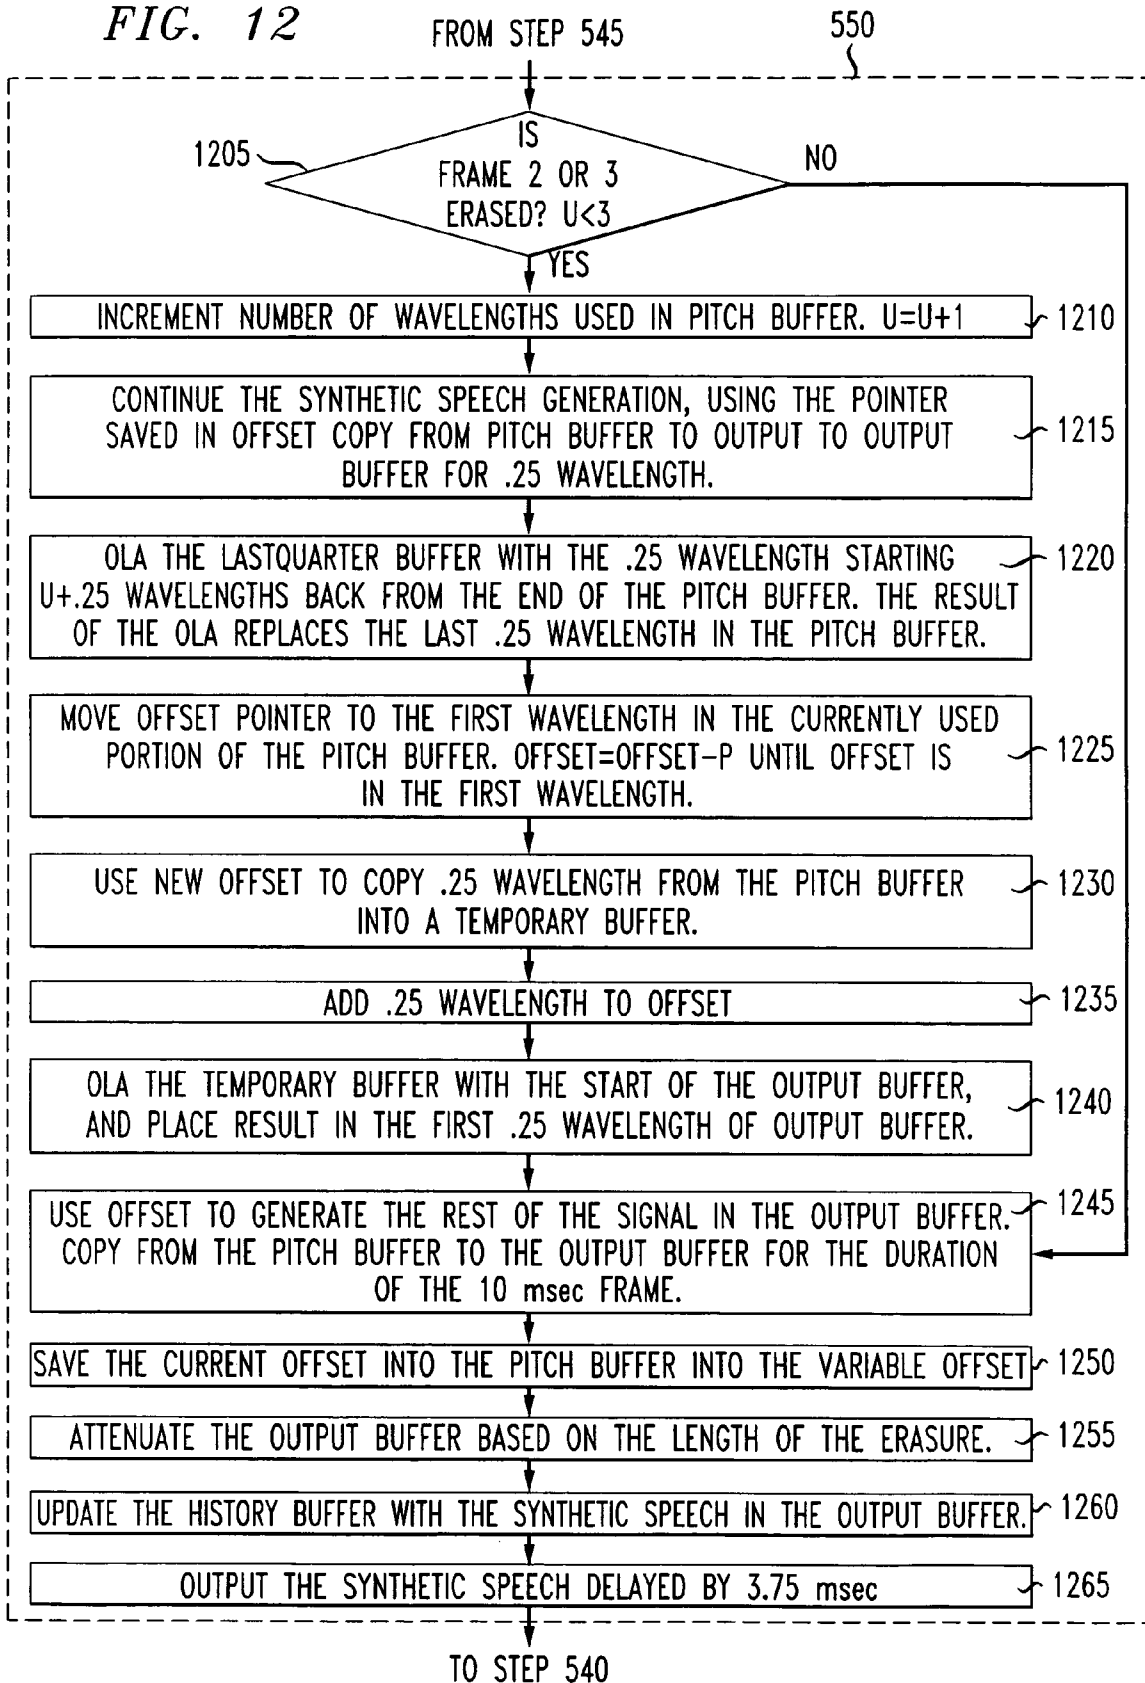 FIG. 12
FROM STEP 545
550
1205
IS
FRAME 2 OR 3
ERASED? U<3
NO
YES
INCREMENT NUMBER OF WAVELENGTHS USED IN PITCH BUFFER. U=U+1
1210
CONTINUE THE SYNTHETIC SPEECH GENERATION, USING THE POINTER
SAVED IN OFFSET COPY FROM PITCH BUFFER TO OUTPUT TO OUTPUT
BUFFER FOR .25 WAVELENGTH.
1215
OLA THE LASTQUARTER BUFFER WITH THE .25 WAVELENGTH STARTING
U+.25 WAVELENGTHS BACK FROM THE END OF THE PITCH BUFFER. THE RESULT
OF THE OLA REPLACES THE LAST .25 WAVELENGTH IN THE PITCH BUFFER.
1220
MOVE OFFSET POINTER TO THE FIRST WAVELENGTH IN THE CURRENTLY USED
PORTION OF THE PITCH BUFFER. OFFSET=OFFSET-P UNTIL OFFSET IS
IN THE FIRST WAVELENGTH.
1225
USE NEW OFFSET TO COPY .25 WAVELENGTH FROM THE PITCH BUFFER
INTO A TEMPORARY BUFFER.
1230
ADD .25 WAVELENGTH TO OFFSET
1235
OLA THE TEMPORARY BUFFER WITH THE START OF THE OUTPUT BUFFER,
AND PLACE RESULT IN THE FIRST .25 WAVELENGTH OF OUTPUT BUFFER.
1240
USE OFFSET TO GENERATE THE REST OF THE SIGNAL IN THE OUTPUT BUFFER.
COPY FROM THE PITCH BUFFER TO THE OUTPUT BUFFER FOR THE DURATION
OF THE 10 msec FRAME.
1245
SAVE THE CURRENT OFFSET INTO THE PITCH BUFFER INTO THE VARIABLE OFFSET
1250
ATTENUATE THE OUTPUT BUFFER BASED ON THE LENGTH OF THE ERASURE.
1255
UPDATE THE HISTORY BUFFER WITH THE SYNTHETIC SPEECH IN THE OUTPUT BUFFER.
1260
OUTPUT THE SYNTHETIC SPEECH DELAYED BY 3.75 msec
1265
TO STEP 540